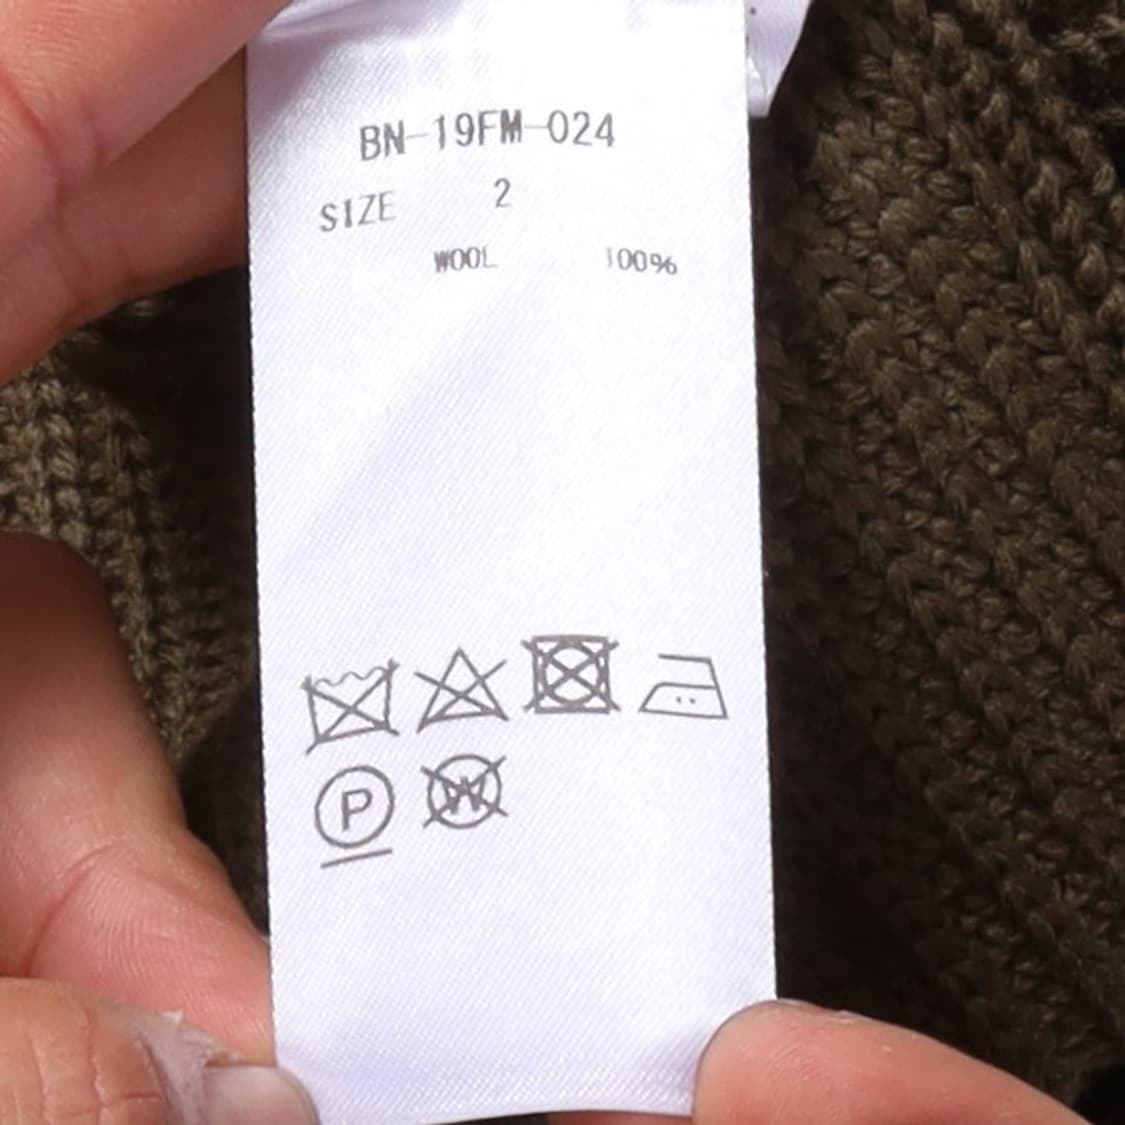 BN-19FM-024
SIZE 2
WOOL 100%
P W